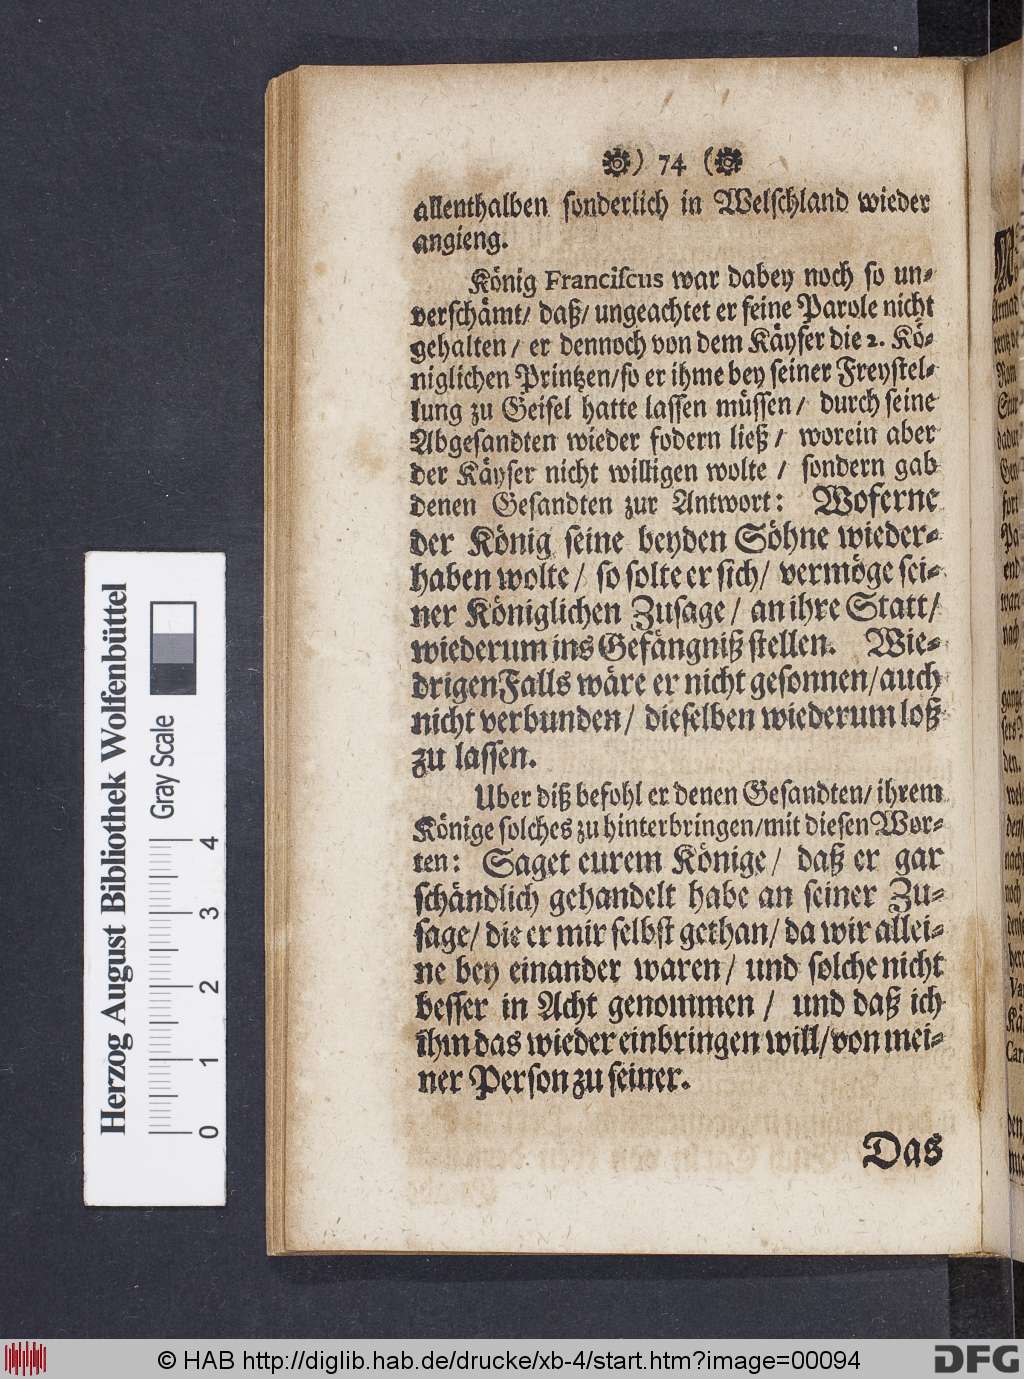 ) 74 (
allenthalben sonderlich in Welschland wieder
angieng.
König Franciſcus war dabey noch so un-
verschämt/ daß/ ungeachtet er seine Parole nicht
gehalten/ er dennoch von dem Käyser die 2. Kö-
niglichen Printzen/so er ihme bey seiner Freystel-
lung zu Geisel hatte lassen müssen/ durch seine
Abgesandten wieder fodern ließ/ worein aber
der Käyser nicht willigen wolte / sondern gab
denen Gesandten zur Antwort: Woferne
der König seine beyden Söhne wieder-
haben wolte/ so solte er sich/ vermöge sei-
ner Königlichen Zusage/ an ihre Statt/
wiederum ins Gefängniß stellen. Wie-
drigen Falls wäre er nicht gesonnen/auch
nicht verbunden/ dieselben wiederum loß
zu lassen.
Uber diß befohl er denen Gesandten/ ihrem
Könige solches zu hinterbringen/mit diesen Wor-
ten: Saget eurem Könige/ daß er gar
schändlich gehandelt habe an seiner Zu-
sage/ die er mir selbst gethan/ da wir allei-
ne bey einander waren/ und solche nicht
besser in Acht genommen/ und daß ich
ihm das wieder einbringen will/von mei-
ner Person zu seiner.
Das
Herzog August Bibliothek Wolfenbüttel
Gray Scale
0 1 2 3 4
© HAB http://diglib.hab.de/drucke/xb-4/start.htm?image=00094
DFG